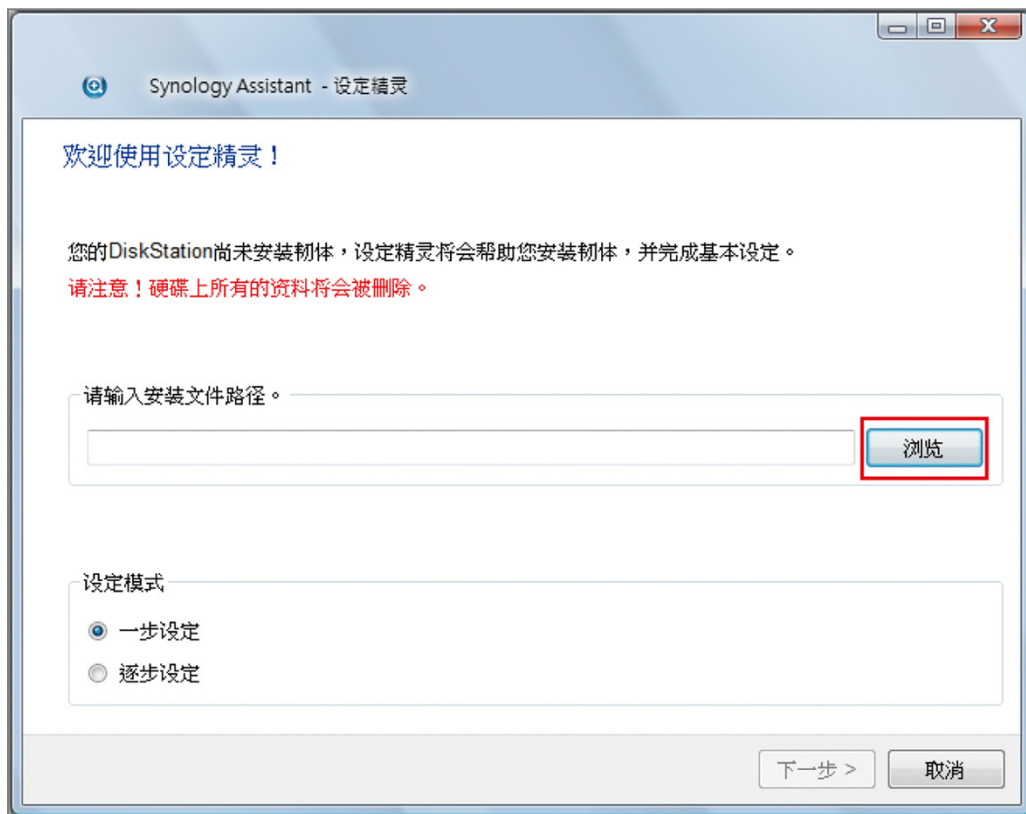 Synology Assistant - 设定精灵
欢迎使用设定精灵！
您的DiskStation尚未安装韧体，设定精灵将会帮助您安装韧体，并完成基本设定。
请注意！硬碟上所有的资料将会被删除。
请输入安装文件路径。
浏览
设定模式
一步设定
逐步设定
下一步 >
取消